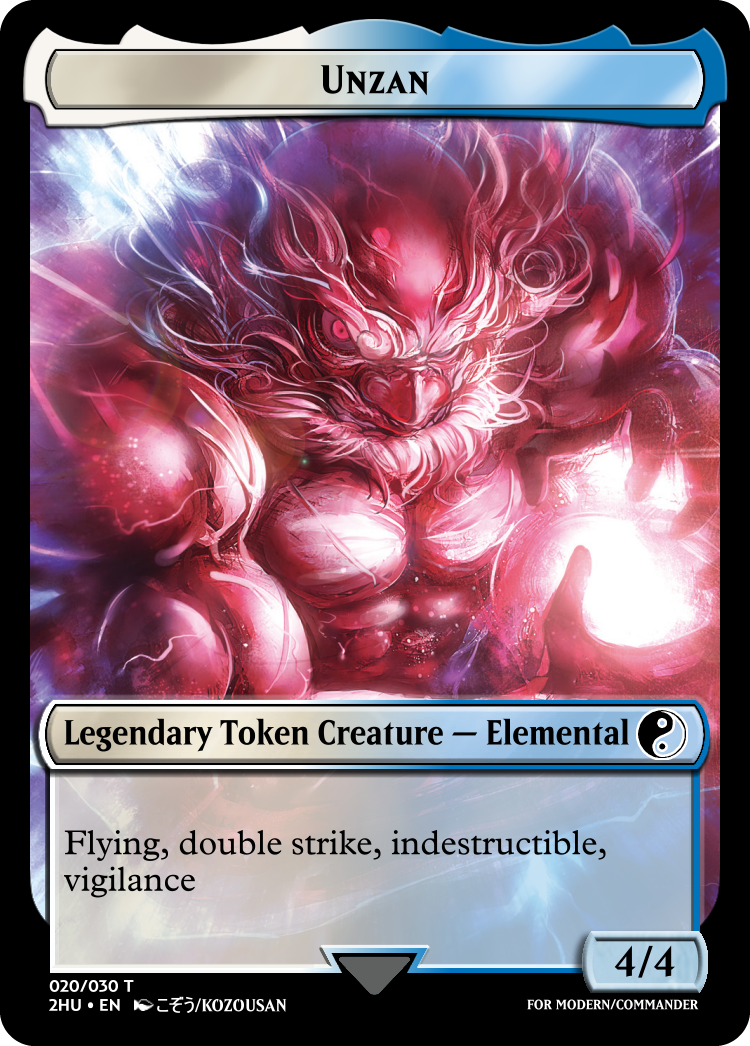 Unzan
Legendary Token Creature — Elemental
Flying, double strike, indestructible,
vigilance
4/4
020/030 T
2HU • EN こぞう/KOZOUSAN
FOR MODERN/COMMANDER